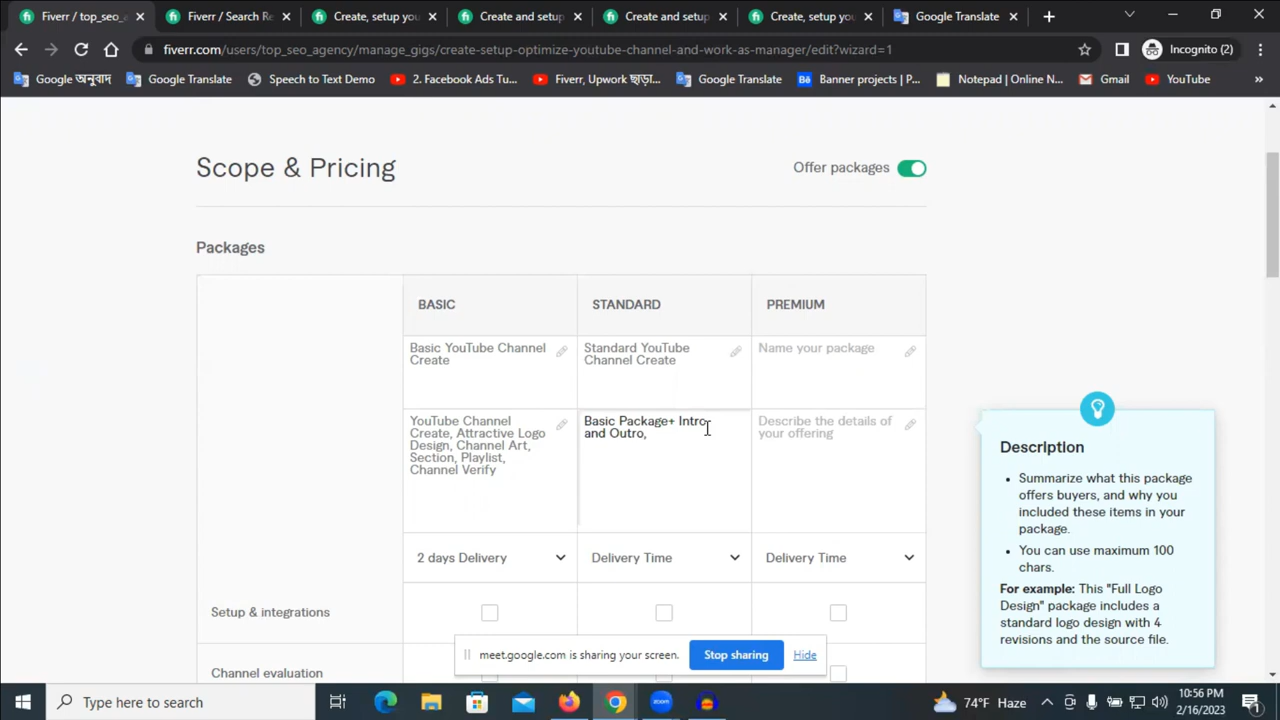 Fiverr / top_seo_a
Fiverr / Search Re
Create, setup you
Create and setup
Create and setup
Create, setup you
Google Translate
fiverr.com/users/top_seo_agency/manage_gigs/create-setup-optimize-youtube-channel-and-work-as-manager/edit?wizard=1
Incognito (2)
Google অনুবাদ
Google Translate
Speech to Text Demo
2. Facebook Ads Tu...
Fiverr, Upwork ছাড়া...
Google Translate
Banner projects | P...
Notepad | Online N...
Gmail
YouTube
»
Scope & Pricing
Offer packages
Packages
BASIC
STANDARD
PREMIUM
Basic YouTube Channel
Create
Standard YouTube
Channel Create
Name your package
YouTube Channel
Create, Attractive Logo
Design, Channel Art,
Section, Playlist,
Channel Verify
Basic Package+ Intro
and Outro,
Describe the details of
your offering
2 days Delivery
Delivery Time
Delivery Time
Setup & integrations
Channel evaluation
Description
• Summarize what this package
offers buyers, and why you
included these items in your
package.
• You can use maximum 100
chars.
For example: This "Full Logo
Design" package includes a
standard logo design with 4
revisions and the source file.
meet.google.com is sharing your screen.
Stop sharing
Hide
Type here to search
zoom
74°F Haze
10:56 PM
2/16/2023
1